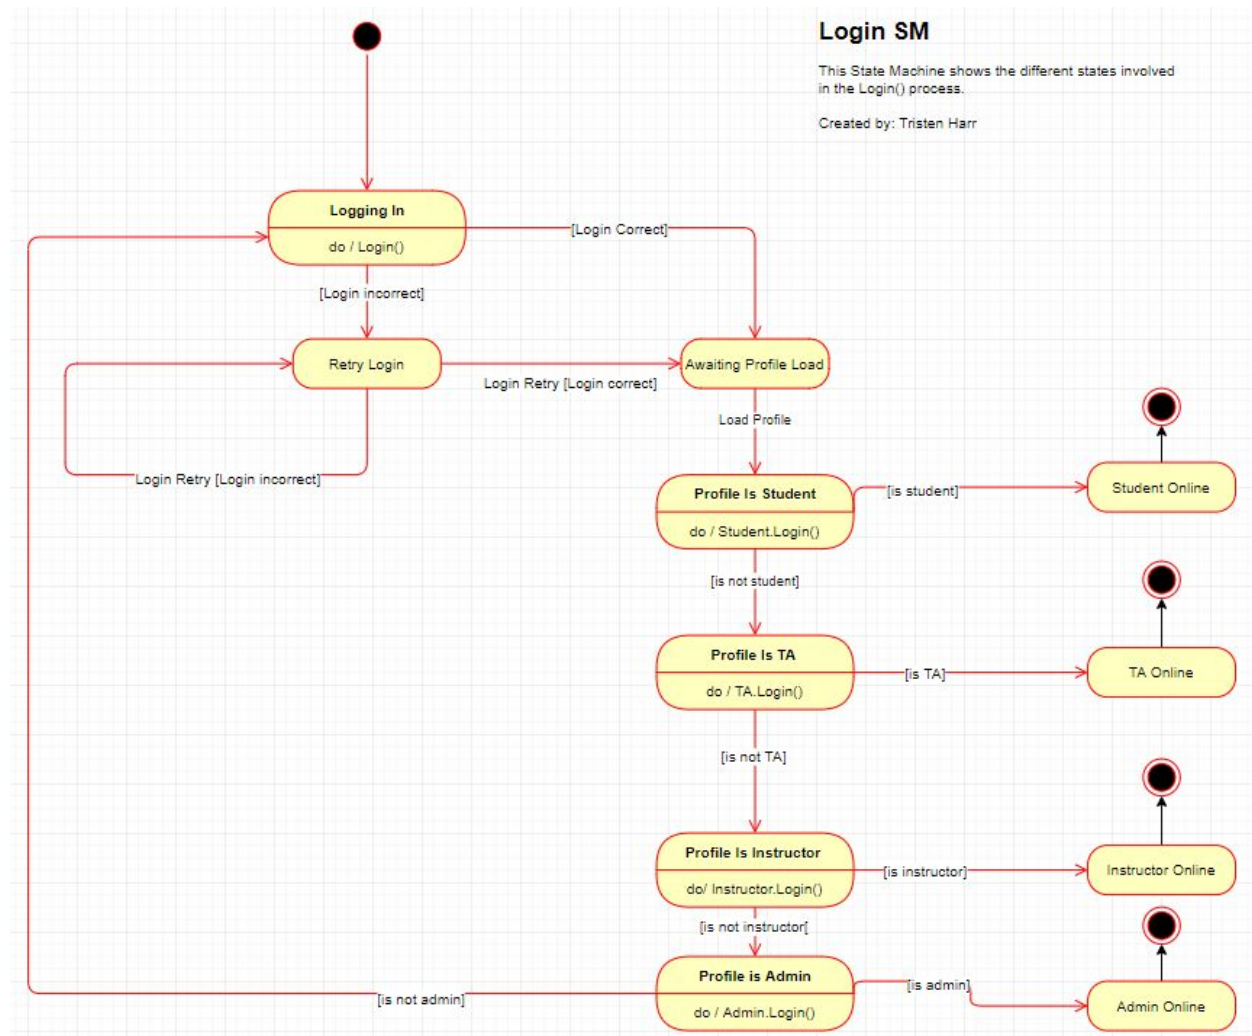 Login SM
This State Machine shows the different states involved
in the Login() process.
Created by: Tristen Harr
Logging In
do / Login()
[Login Correct]
[Login incorrect]
Retry Login
Login Retry [Login correct]
Awaiting Profile Load
Load Profile
Login Retry [Login incorrect]
Profile Is Student
do / Student.Login()
[is student]
Student Online
[is not student]
Profile Is TA
do / TA.Login()
[is TA]
TA Online
[is not TA]
Profile Is Instructor
do/ Instructor.Login()
[is instructor]
Instructor Online
[is not instructor[
Profile is Admin
do / Admin.Login()
[is admin]
Admin Online
[is not admin]